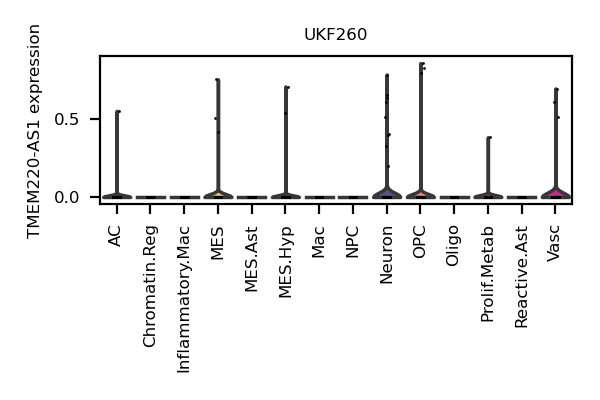 UKF260
TMEM220-AS1 expression
0.5
0.0
AC
Chromatin.Reg
Inflammatory.Mac
MES
MES.Ast
MES.Hyp
Mac
NPC
Neuron
OPC
Oligo
Prolif.Metab
Reactive.Ast
Vasc